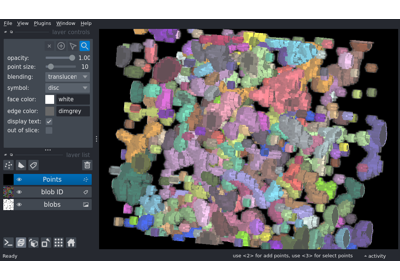 File View Plugins Window Help
layer controls
opacity: 1.00
point size: 10
blending: translucen
symbol: disc
face color: white
edge color: dimgrey
display text: ✓
out of slice:
layer list
Points
blob ID
blobs
Ready
use <2> for add points, use <3> for select points
activity